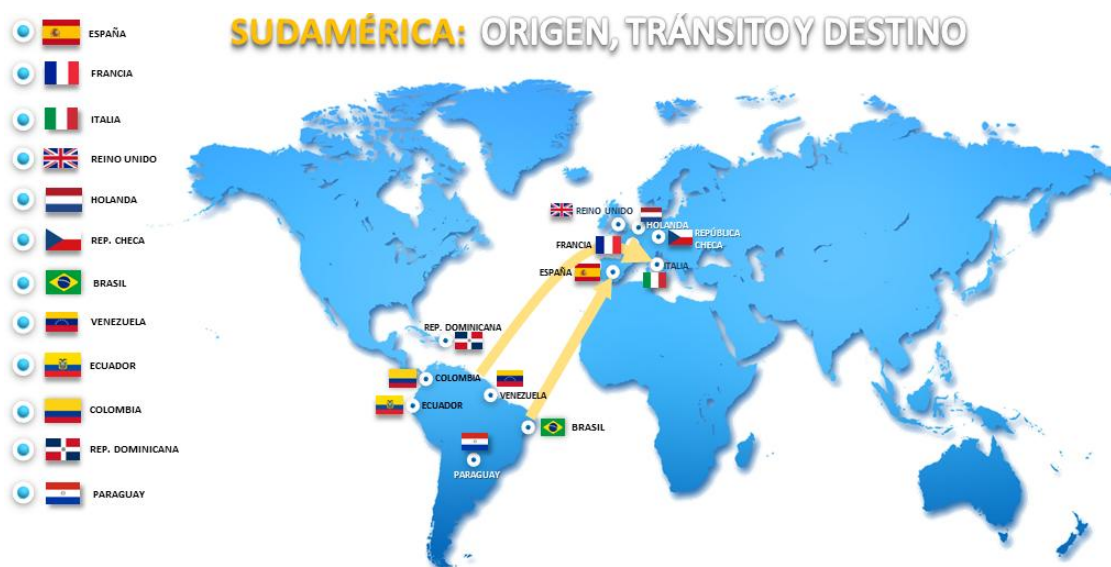 SUDAMÉRICA: ORIGEN, TRÁNSITO Y DESTINO
ESPAÑA
FRANCIA
ITALIA
REINO UNIDO
HOLANDA
REP. CHECA
BRASIL
VENEZUELA
ECUADOR
COLOMBIA
REP. DOMINICANA
PARAGUAY
REINO UNIDO
HOLANDA
REPÚBLICA
CHECA
FRANCIA
ITALIA
ESPAÑA
REP. DOMINICANA
COLOMBIA
VENEZUELA
ECUADOR
BRASIL
PARAGUAY